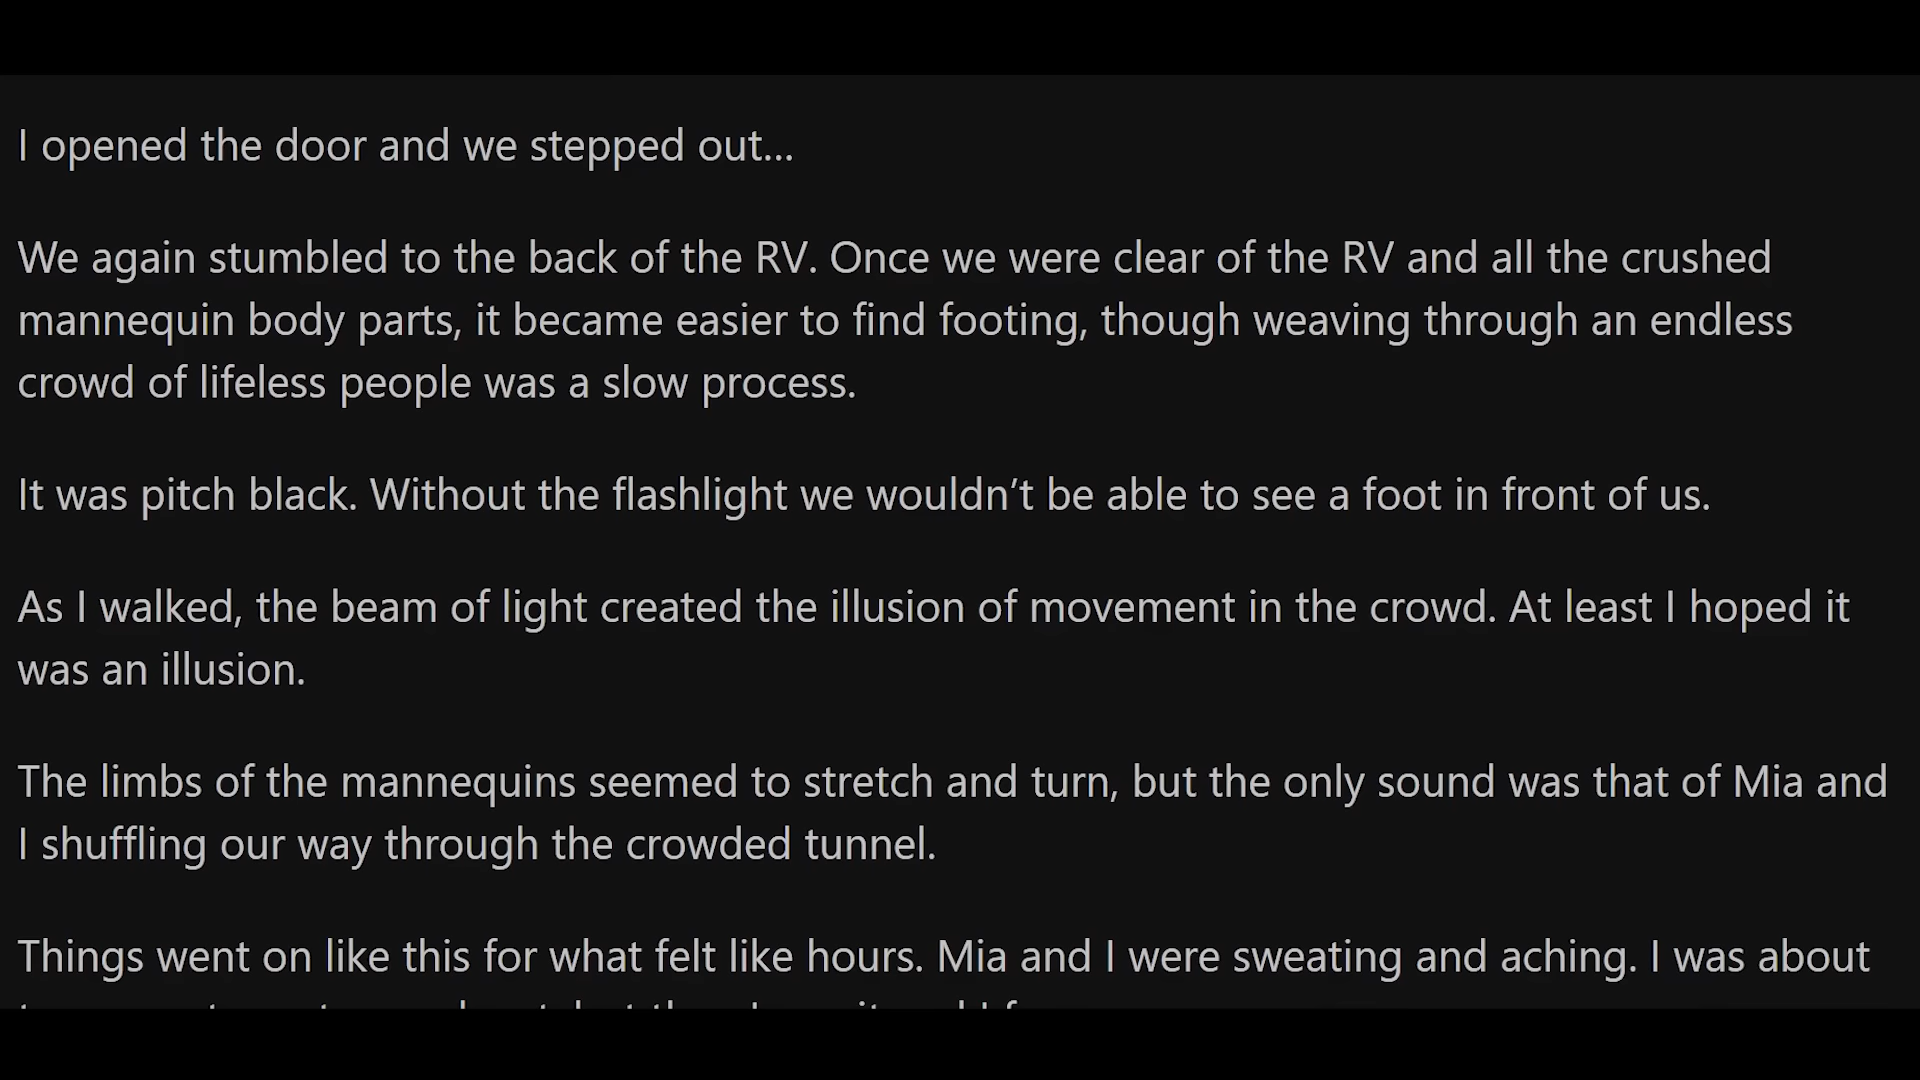 I opened the door and we stepped out...
We again stumbled to the back of the RV. Once we were clear of the RV and all the crushed
mannequin body parts, it became easier to find footing, though weaving through an endless
crowd of lifeless people was a slow process.
It was pitch black. Without the flashlight we wouldn’t be able to see a foot in front of us.
As I walked, the beam of light created the illusion of movement in the crowd. At least I hoped it
was an illusion.
The limbs of the mannequins seemed to stretch and turn, but the only sound was that of Mia and
I shuffling our way through the crowded tunnel.
Things went on like this for what felt like hours. Mia and I were sweating and aching. I was about